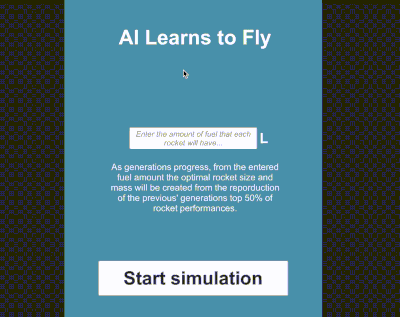 AI Learns to Fly
Enter the amount of fuel that each
rocket will have...
L
As generations progress, from the entered
fuel amount the optimal rocket size and
mass will be created from the reporduction
of the previous' generations top 50% of
rocket performances.
Start simulation